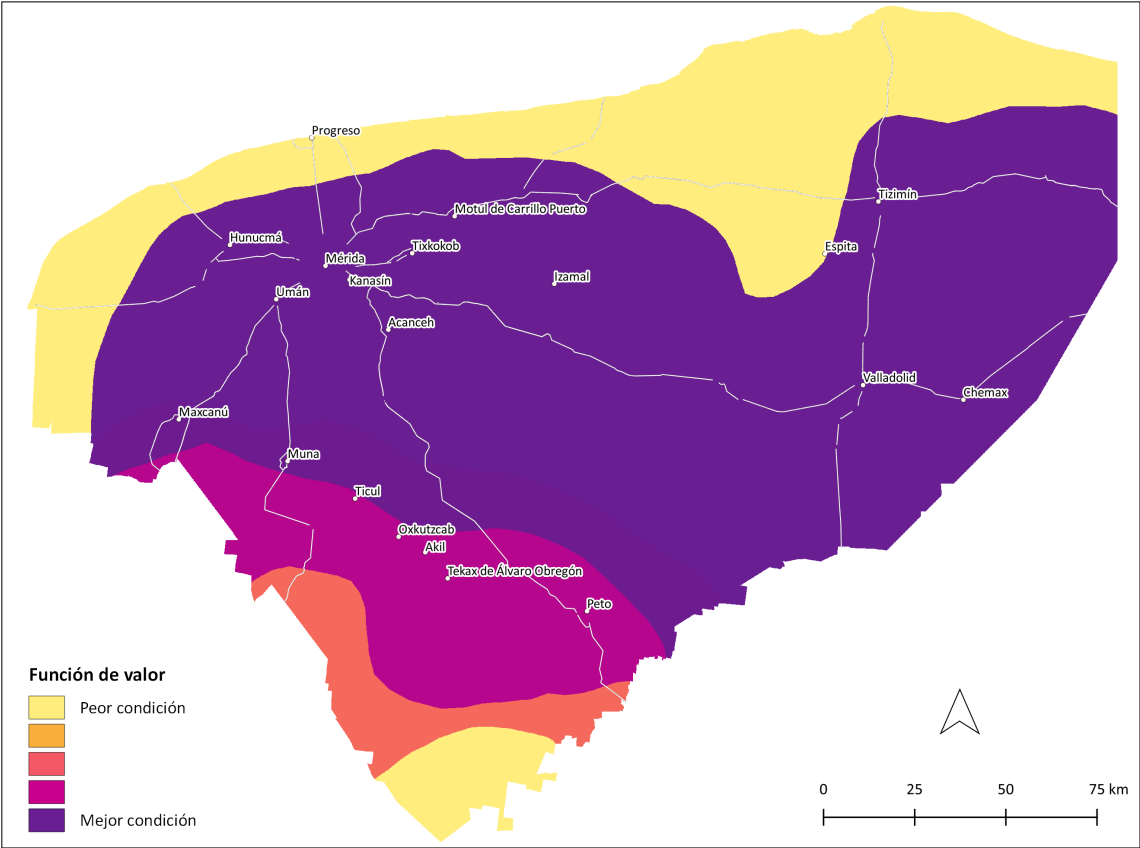 Progreso
Tizimín
Motul de Carrillo Puerto
Hunucmá
Tixkokob
Espita
Mérida
Izamal
Kanasín
Umán
Acanceh
Valladolid
Chemax
Maxcanú
Muna
Ticul
Oxkutzcab
Akil
Tekax de Álvaro Obregón
Peto
Función de valor
Peor condición
Mejor condición
0 25 50 75 km